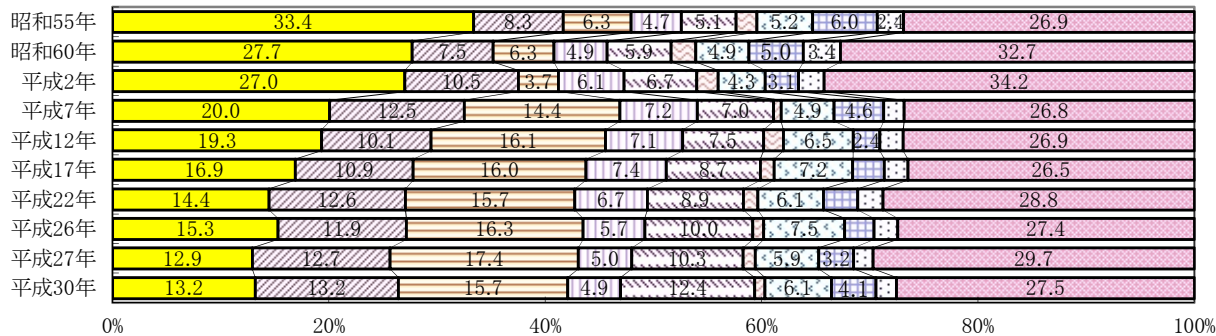 昭和55年 33.4 8.3 6.3 4.7 5.1 5.2 6.0 2.4 26.9
昭和60年 27.7 7.5 6.3 4.9 5.9 4.9 5.0 3.4 32.7
平成2年 27.0 10.5 3.7 6.1 6.7 4.3 3.1 34.2
平成7年 20.0 12.5 14.4 7.2 7.0 4.9 4.6 26.8
平成12年 19.3 10.1 16.1 7.1 7.5 6.5 2.4 26.9
平成17年 16.9 10.9 16.0 7.4 8.7 7.2 26.5
平成22年 14.4 12.6 15.7 6.7 8.9 6.1 28.8
平成26年 15.3 11.9 16.3 5.7 10.0 7.5 27.4
平成27年 12.9 12.7 17.4 5.0 10.3 5.9 3.2 29.7
平成30年 13.2 13.2 15.7 4.9 12.4 6.1 4.1 27.5
0% 20% 40% 60% 80% 100%